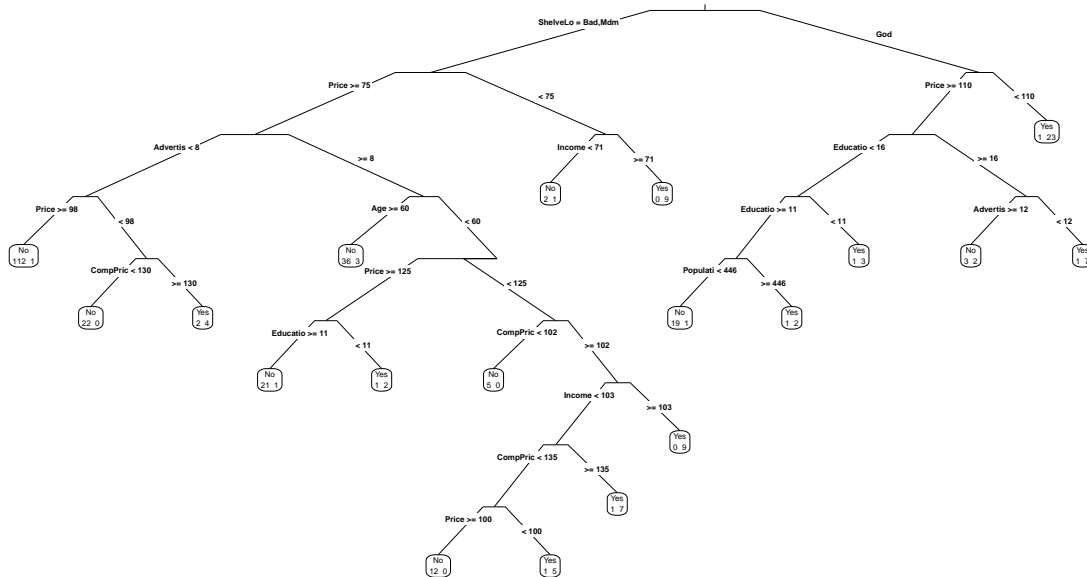 ShelveLo = Bad,Mdm
God
Price >= 75
< 75
Price >= 110
< 110
Yes
1 23
Advertis < 8
>= 8
Income < 71
>= 71
Educatio < 16
>= 16
No
2 1
Yes
0 9
Price >= 98
< 98
Age >= 60
< 60
Educatio >= 11
< 11
Advertis >= 12
< 12
No
112 1
No
36 3
Yes
1 3
No
3 2
Yes
1 7
CompPric < 130
>= 130
Price >= 125
< 125
Populati < 446
>= 446
No
22 0
Yes
2 4
No
19 1
Yes
1 2
Educatio >= 11
< 11
CompPric < 102
>= 102
No
21 1
Yes
1 2
No
5 0
Income < 103
>= 103
Yes
0 9
CompPric < 135
>= 135
Yes
1 7
Price >= 100
< 100
No
12 0
Yes
1 5